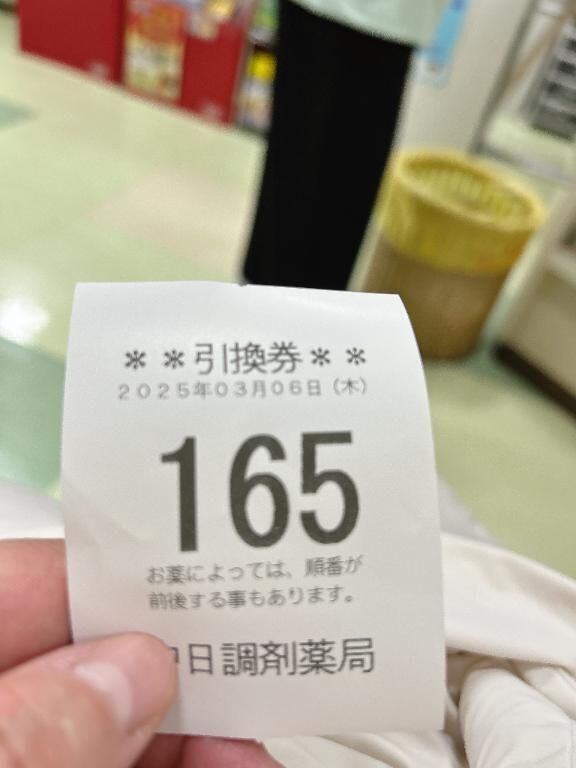 ＊＊引換券＊＊
２０２５年０３月０６日（木）
165
お薬によっては、順番が
前後する事もあります。
中日調剤薬局